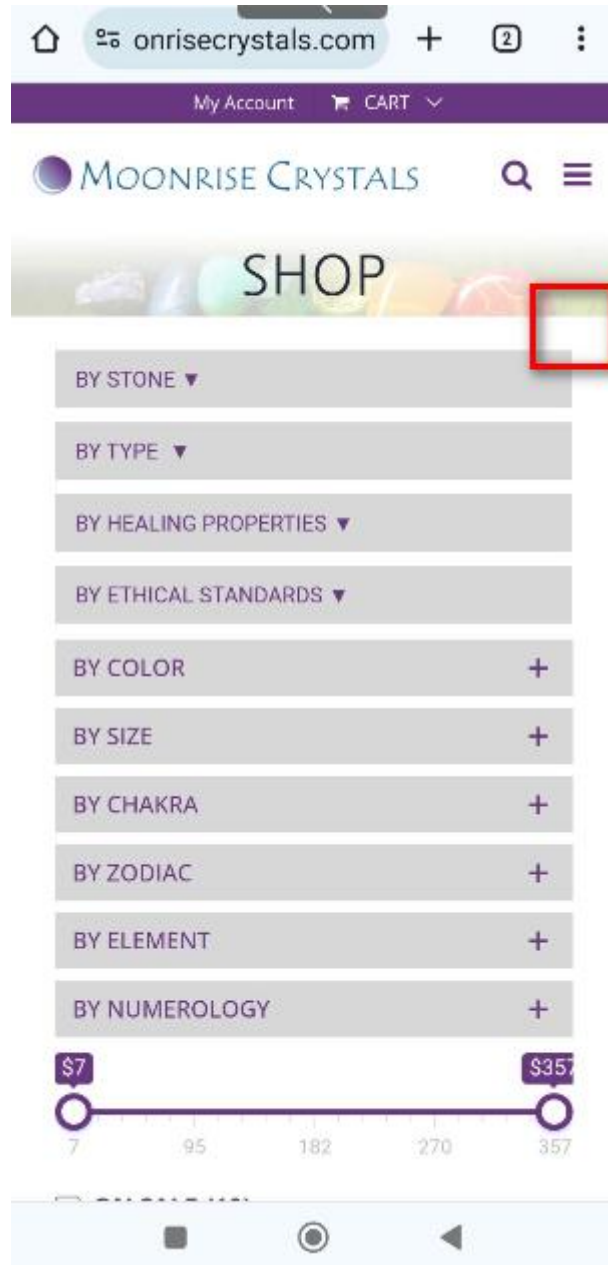 onrisecrystals.com 2
My Account CART
MOONRISE CRYSTALS
SHOP
BY STONE ▼
BY TYPE ▼
BY HEALING PROPERTIES ▼
BY ETHICAL STANDARDS ▼
BY COLOR +
BY SIZE +
BY CHAKRA +
BY ZODIAC +
BY ELEMENT +
BY NUMEROLOGY +
$7 $357
7 95 182 270 357